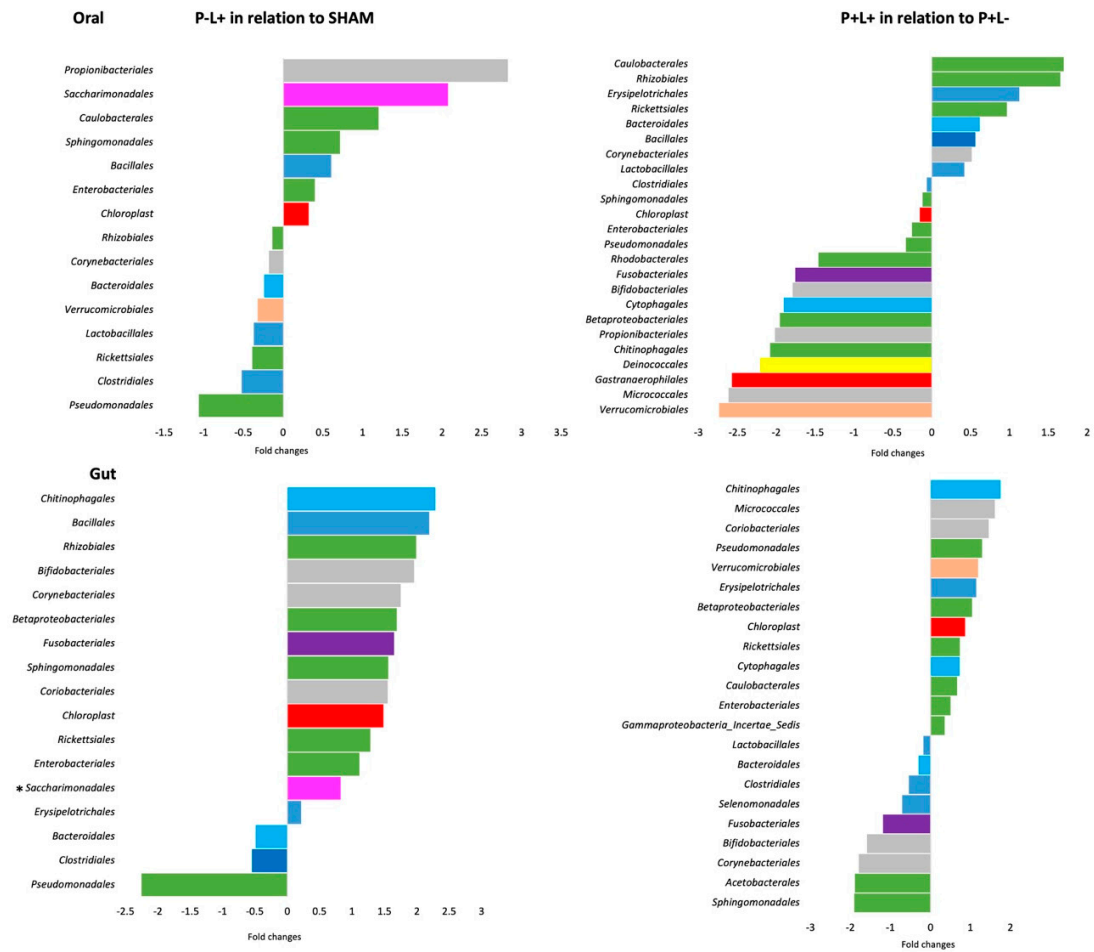 Oral
P-L+ in relation to SHAM
Propionibacteriales
Saccharimonadales
Caulobacterales
Sphingomonadales
Bacillales
Enterobacteriales
Chloroplast
Rhizobiales
Corynebacteriales
Bacteroidales
Verrucomicrobiales
Lactobacillales
Rickettsiales
Clostridiales
Pseudomonadales
-1.5 -1 -0.5 0 0.5 1 1.5 2 2.5 3 3.5
Fold changes
P+L+ in relation to P+L-
Caulobacterales
Rhizobiales
Erysipelotrichales
Rickettsiales
Bacteroidales
Bacillales
Corynebacteriales
Lactobacillales
Clostridiales
Sphingomonadales
Chloroplast
Enterobacteriales
Pseudomonadales
Rhodobacterales
Fusobacteriales
Bifidobacteriales
Cytophagales
Betaproteobacteriales
Propionibacteriales
Chitinophagales
Deinococcales
Gastranaerophilales
Micrococcales
Verrucomicrobiales
-3 -2.5 -2 -1.5 -1 -0.5 0 0.5 1 1.5 2
Fold changes
Gut
Chitinophagales
Bacillales
Rhizobiales
Bifidobacteriales
Corynebacteriales
Betaproteobacteriales
Fusobacteriales
Sphingomonadales
Coriobacteriales
Chloroplast
Rickettsiales
Enterobacteriales
* Saccharimonadales
Erysipelotrichales
Bacteroidales
Clostridiales
Pseudomonadales
-2.5 -2 -1.5 -1 -0.5 0 0.5 1 1.5 2 2.5 3
Fold changes
Chitinophagales
Micrococcales
Coriobacteriales
Pseudomonadales
Verrucomicrobiales
Erysipelotrichales
Betaproteobacteriales
Chloroplast
Rickettsiales
Cytophagales
Caulobacterales
Enterobacteriales
Gammaproteobacteria_Incertae_Sedis
Lactobacillales
Bacteroidales
Clostridiales
Selenomonadales
Fusobacteriales
Bifidobacteriales
Corynebacteriales
Acetobacterales
Sphingomonadales
-3 -2 -1 0 1 2
Fold changes